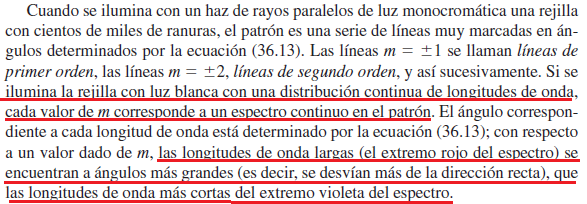 Cuando se ilumina con un haz de rayos paralelos de luz monocromática una rejilla
con cientos de miles de ranuras, el patrón es una serie de líneas muy marcadas en án-
gulos determinados por la ecuación (36.13). Las líneas m = ±1 se llaman líneas de
primer orden, las líneas m = ±2, líneas de segundo orden, y así sucesivamente. Si se
ilumina la rejilla con luz blanca con una distribución continua de longitudes de onda,
cada valor de m corresponde a un espectro continuo en el patrón. El ángulo correspon-
diente a cada longitud de onda está determinado por la ecuación (36.13); con respecto
a un valor dado de m, las longitudes de onda largas (el extremo rojo del espectro) se
encuentran a ángulos más grandes (es decir, se desvían más de la dirección recta), que
las longitudes de onda más cortas del extremo violeta del espectro.